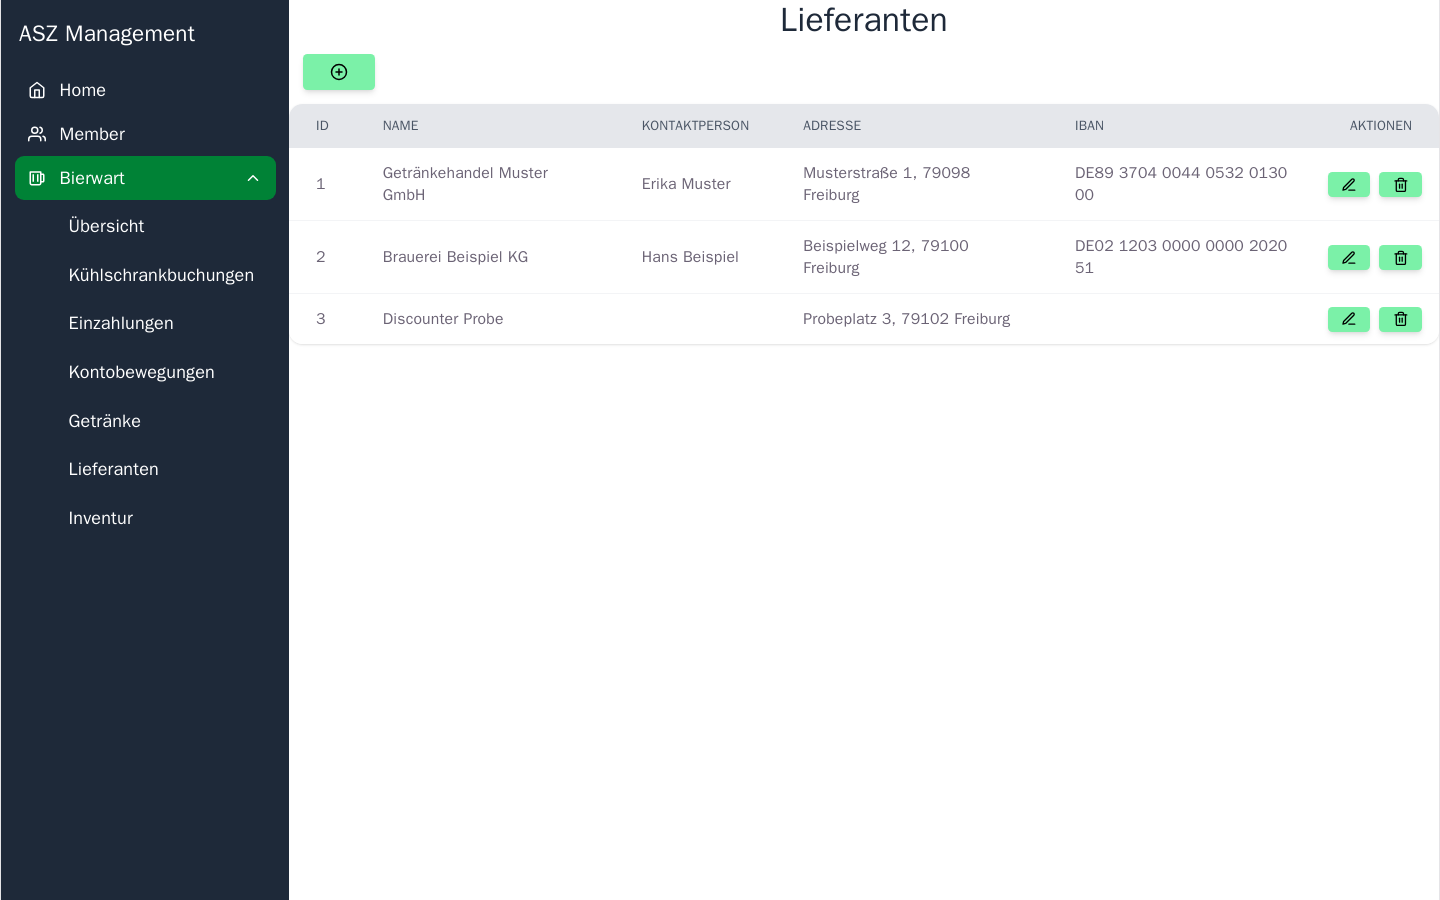 ASZ Management
Home
Member
Bierwart
Übersicht
Kühlschrankbuchungen
Einzahlungen
Kontobewegungen
Getränke
Lieferanten
Inventur
Lieferanten
ID NAME KONTAKTPERSON ADRESSE IBAN AKTIONEN
1 Getränkehandel Muster GmbH Erika Muster Musterstraße 1, 79098 Freiburg DE89 3704 0044 0532 0130 00
2 Brauerei Beispiel KG Hans Beispiel Beispielweg 12, 79100 Freiburg DE02 1203 0000 0000 2020 51
3 Discounter Probe Probeplatz 3, 79102 Freiburg